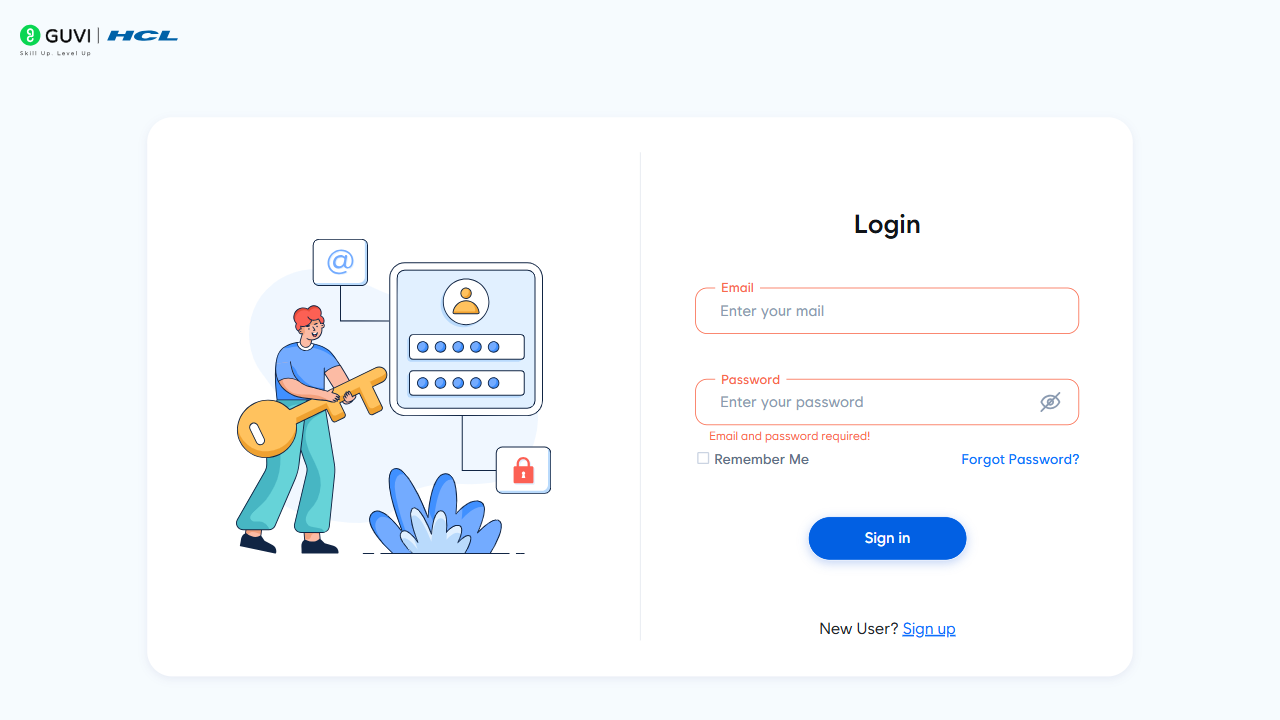 GUVI | HCL
Skill Up. Level Up
@
Login
Email
Enter your mail
Password
Enter your password
Email and password required!
Remember Me
Forgot Password?
Sign in
New User? Sign up